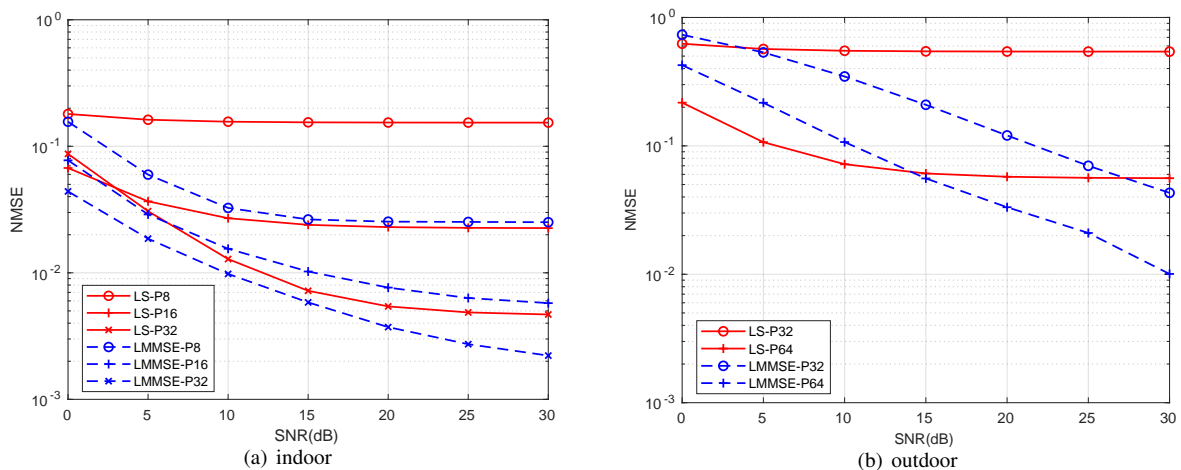 10^0
10^-1
10^-2
10^-3
NMSE
LS-P8
LS-P16
LS-P32
LMMSE-P8
LMMSE-P16
LMMSE-P32
0 5 10 15 20 25 30
SNR(dB)
(a) indoor
10^0
10^-1
10^-2
10^-3
NMSE
LS-P32
LS-P64
LMMSE-P32
LMMSE-P64
0 5 10 15 20 25 30
SNR(dB)
(b) outdoor